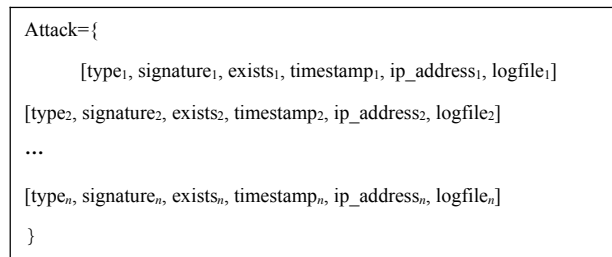 Attack={
[type₁, signature₁, exists₁, timestamp₁, ip_address₁, logfile₁]
[type₂, signature₂, exists₂, timestamp₂, ip_address₂, logfile₂]
...
[typeₙ, signatureₙ, existsₙ, timestampₙ, ip_addressₙ, logfileₙ]
}